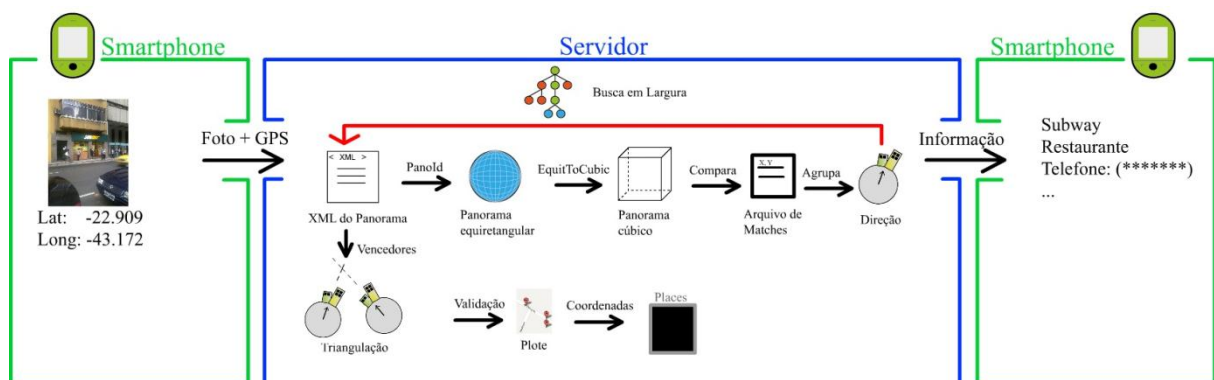 Smartphone
Servidor
Smartphone
Busca em Largura
Foto + GPS
Informação
Subway
Restaurante
Telefone: (*******)
...
< XML >
PanoId
EquitToCubic
Compara
X, Y
Agrupa
XML do Panorama
Panorama
equiretangular
Panorama
cúbico
Arquivo de
Matches
Direção
Lat: -22.909
Long: -43.172
Vencedores
Triangulação
Validação
Plote
Coordenadas
Places